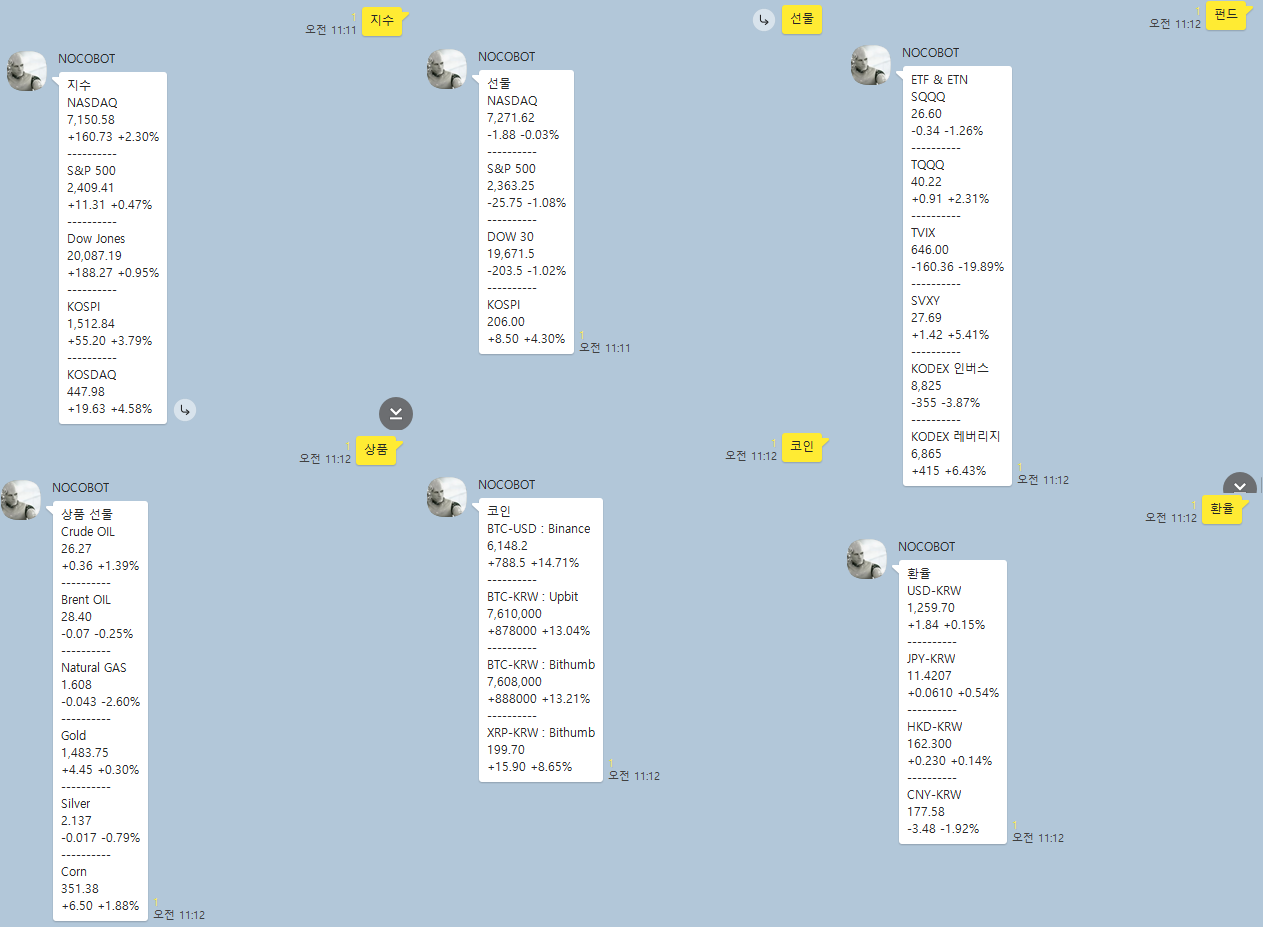 1
오전 11:11
지수
NOCOBOT
지수
NASDAQ
7,150.58
+160.73 +2.30%
----------
S&P 500
2,409.41
+11.31 +0.47%
----------
Dow Jones
20,087.19
+188.27 +0.95%
----------
KOSPI
1,512.84
+55.20 +3.79%
----------
KOSDAQ
447.98
+19.63 +4.58%
선물
NOCOBOT
선물
NASDAQ
7,271.62
-1.88 -0.03%
----------
S&P 500
2,363.25
-25.75 -1.08%
----------
DOW 30
19,671.5
-203.5 -1.02%
----------
KOSPI
206.00
+8.50 +4.30%
1
오전 11:11
1
오전 11:12
펀드
NOCOBOT
ETF & ETN
SQQQ
26.60
-0.34 -1.26%
----------
TQQQ
40.22
+0.91 +2.31%
----------
TVIX
646.00
-160.36 -19.89%
----------
SVXY
27.69
+1.42 +5.41%
----------
KODEX 인버스
8,825
-355 -3.87%
----------
KODEX 레버리지
6,865
+415 +6.43%
1
오전 11:12
1
오전 11:12
상품
NOCOBOT
상품 선물
Crude OIL
26.27
+0.36 +1.39%
----------
Brent OIL
28.40
-0.07 -0.25%
----------
Natural GAS
1.608
-0.043 -2.60%
----------
Gold
1,483.75
+4.45 +0.30%
----------
Silver
2.137
-0.017 -0.79%
----------
Corn
351.38
+6.50 +1.88%
1
오전 11:12
1
오전 11:12
코인
NOCOBOT
코인
BTC-USD : Binance
6,148.2
+788.5 +14.71%
----------
BTC-KRW : Upbit
7,610,000
+878000 +13.04%
----------
BTC-KRW : Bithumb
7,608,000
+888000 +13.21%
----------
XRP-KRW : Bithumb
199.70
+15.90 +8.65%
1
오전 11:12
1
오전 11:12
환율
NOCOBOT
환율
USD-KRW
1,259.70
+1.84 +0.15%
----------
JPY-KRW
11.4207
+0.0610 +0.54%
----------
HKD-KRW
162.300
+0.230 +0.14%
----------
CNY-KRW
177.58
-3.48 -1.92%
1
오전 11:12